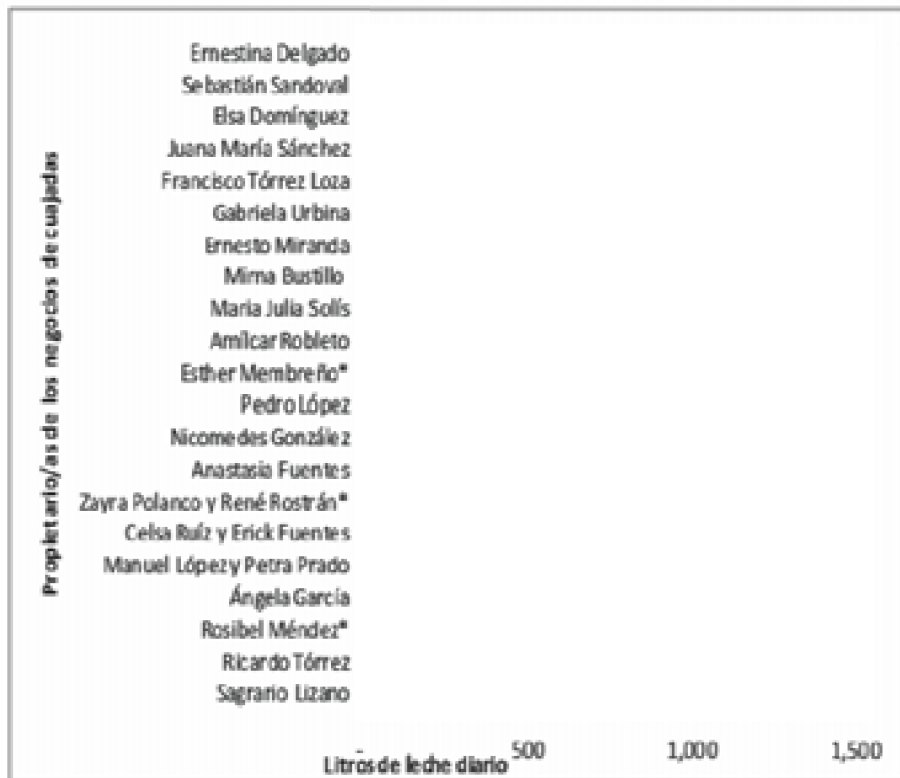 Ernestina Delgado
Sebastián Sandoval
Elsa Domínguez
Juana María Sánchez
Francisco Tórrez Loza
Gabriela Urbina
Ernesto Miranda
Mirna Bustillo
Maria Julia Solís
Amílcar Robleto
Esther Membreño*
Pedro López
Nicomedes González
Anastasia Fuentes
Zayra Polanco y René Rostrán*
Celsa Ruíz y Erick Fuentes
Manuel López y Petra Prado
Ángela García
Rosibel Méndez*
Ricardo Tórrez
Sagrario Lizano
Propietario/as de los negocios de cuajadas
- 500 1,000 1,500
Litros de leche diario